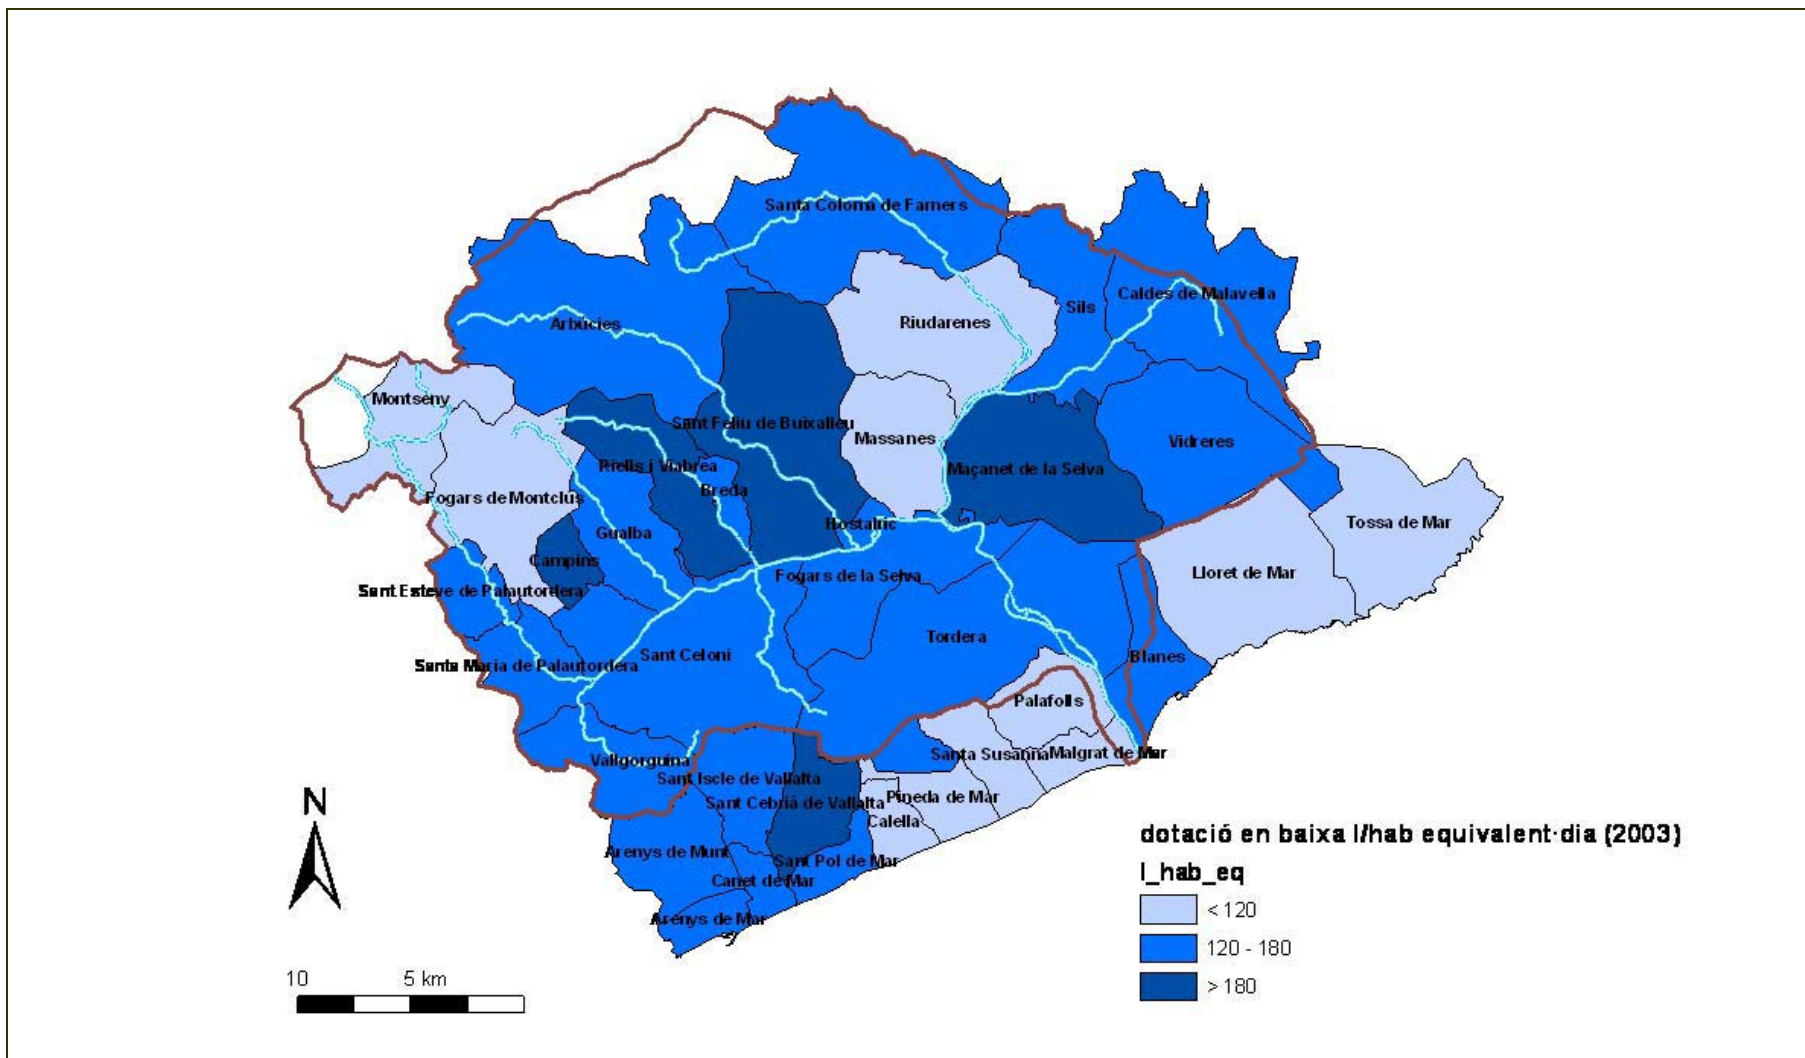 Santa Coloma de Farners
Caldes de Malavella
Sils
Riudarenes
Arbúcies
Montseny
Sant Feliu de Buixalleu
Massanes
Vidreres
Riells i Viabrea
Maçanet de la Selva
Breda
Fogars de Montclús
Hostalric
Tossa de Mar
Gualba
Campins
Lloret de Mar
Fogars de la Selva
Sant Esteve de Palautordera
Tordera
Sant Celoni
Blanes
Santa Maria de Palautordera
Palafolls
Vallgorguina
Santa Susanna
Malgrat de Mar
Sant Iscle de Vallalta
Sant Cebrià de Vallalta
Pineda de Mar
Calella
Arenys de Munt
Sant Pol de Mar
Canet de Mar
Arenys de Mar
N
10 5 km
dotació en baixa l/hab equivalent·dia (2003)
l_hab_eq
< 120
120 - 180
> 180